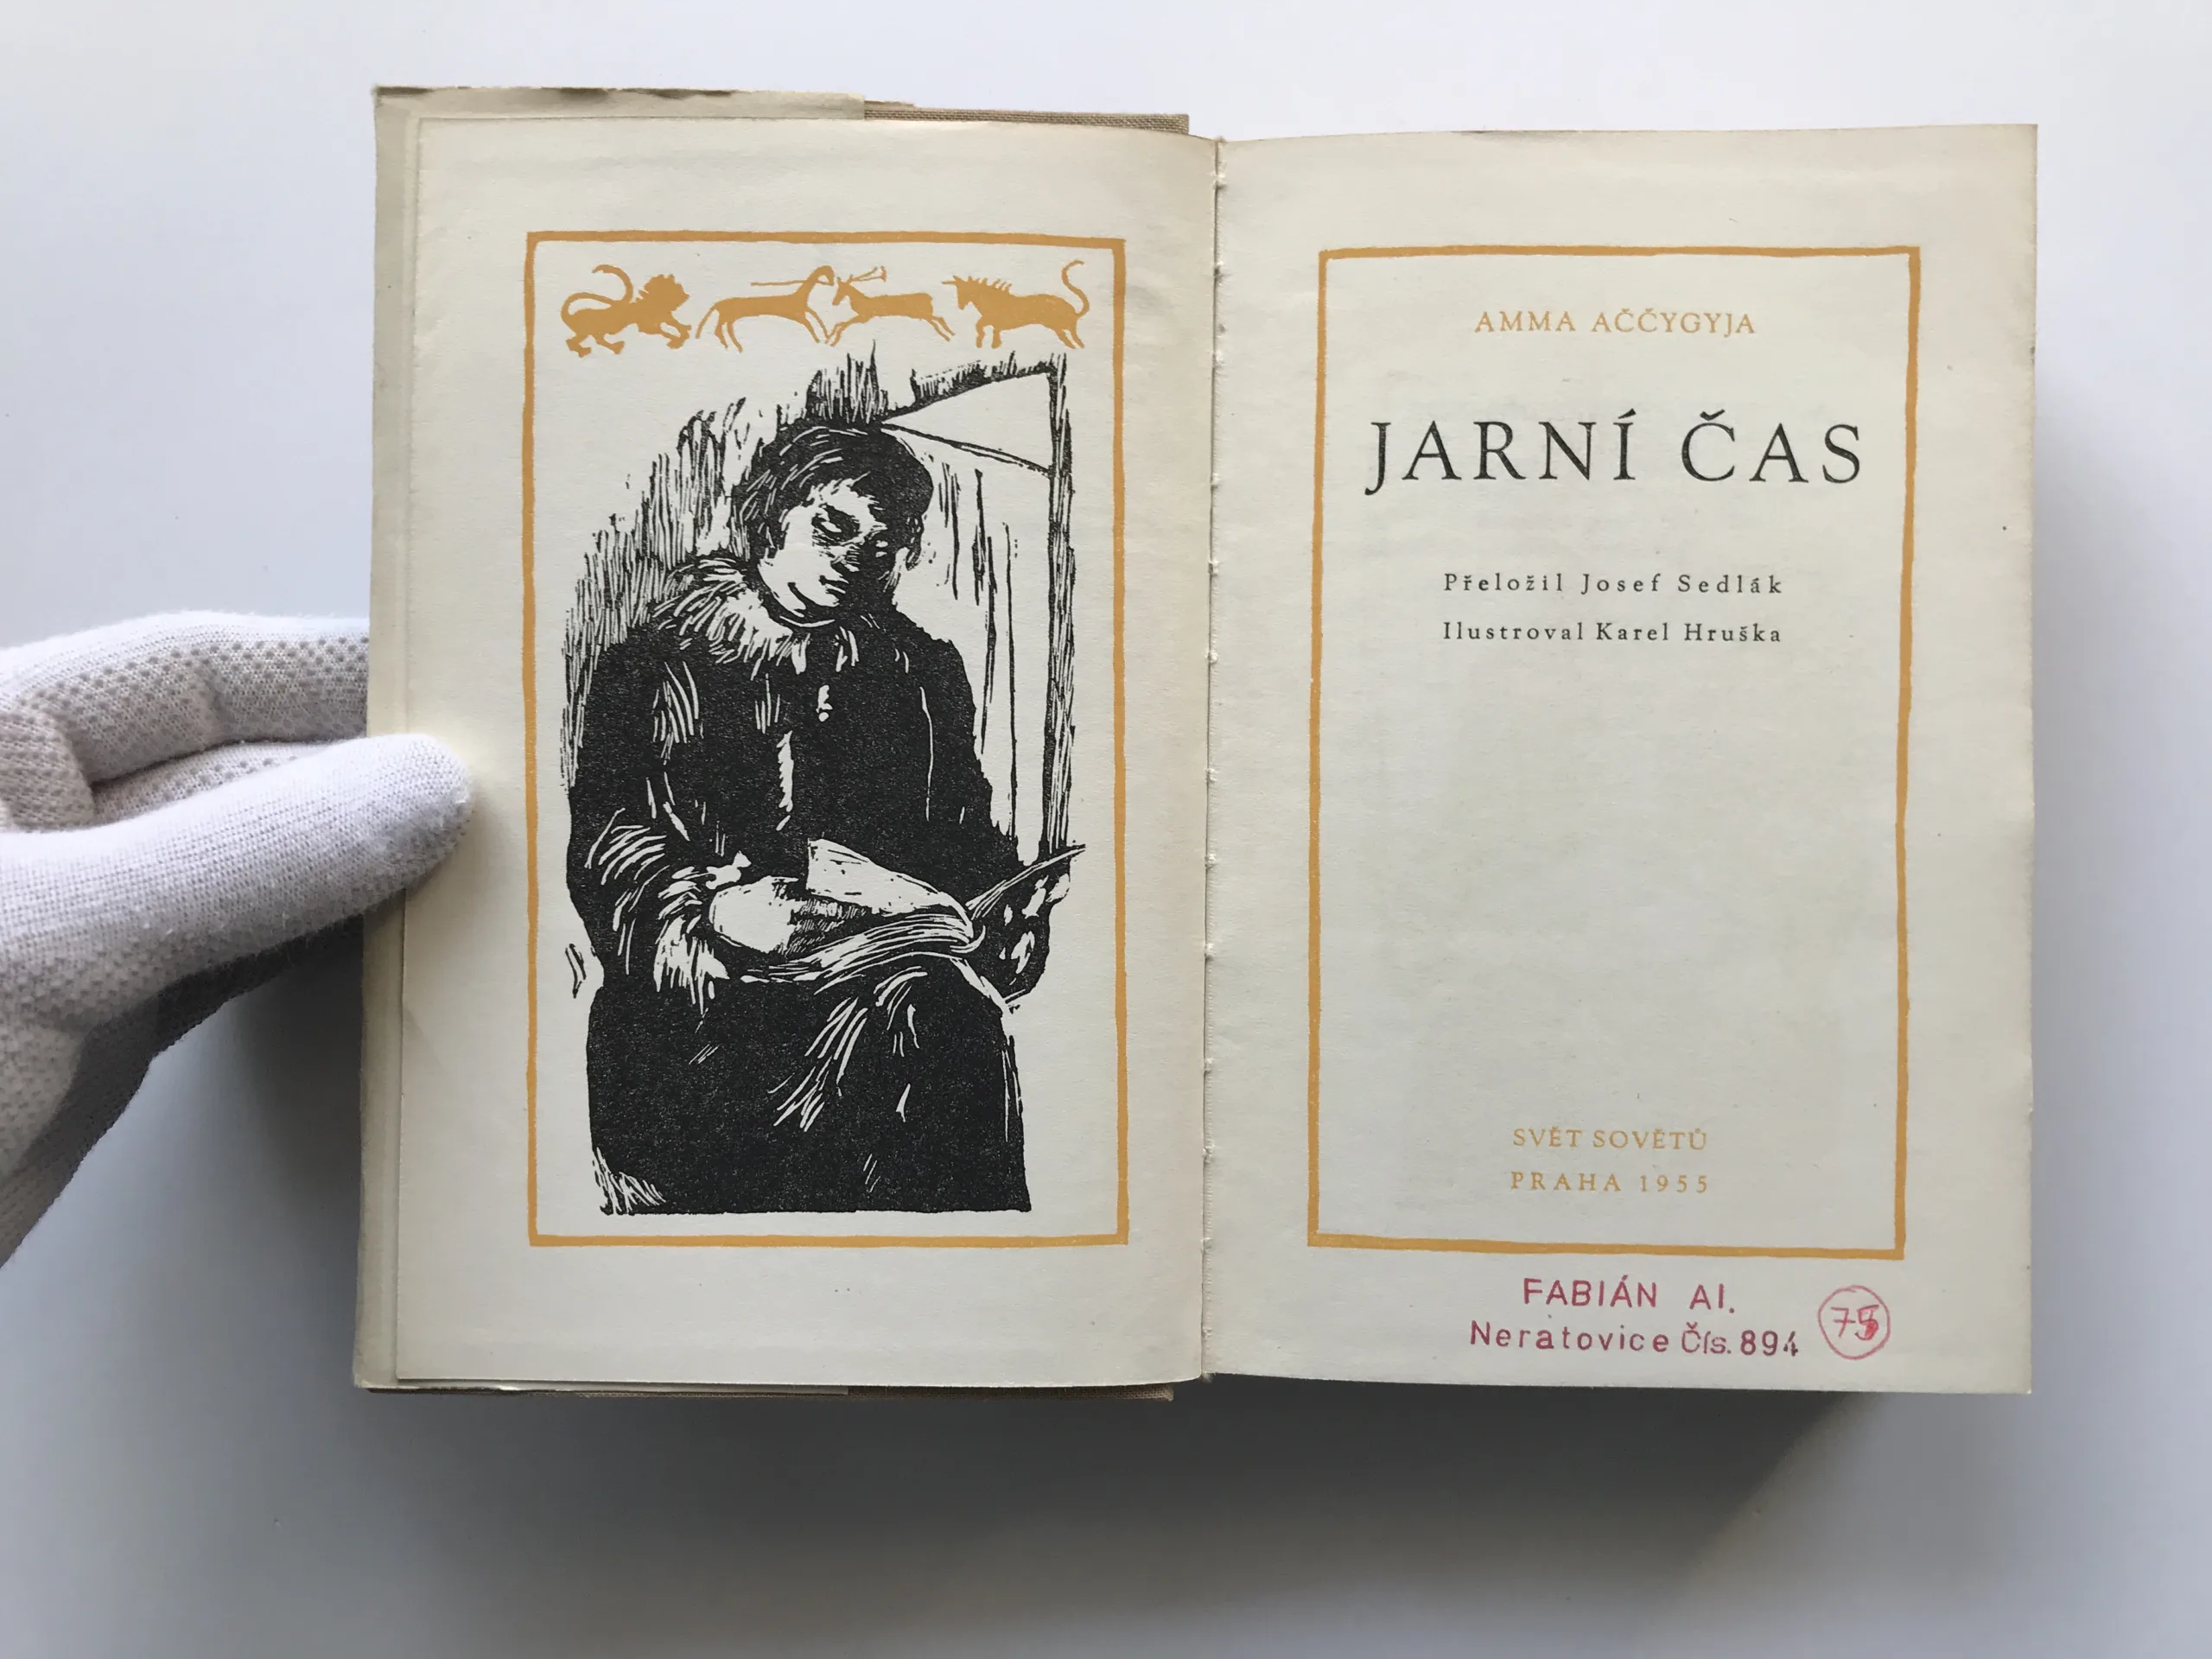 AMMA AČČYGYJA
JARNÍ ČAS
Přeložil Josef Sedlák
Ilustroval Karel Hruška
SVĚT SOVĚTŮ
PRAHA 1955
FABIÁN Al.
Neratovice Čís. 894
75